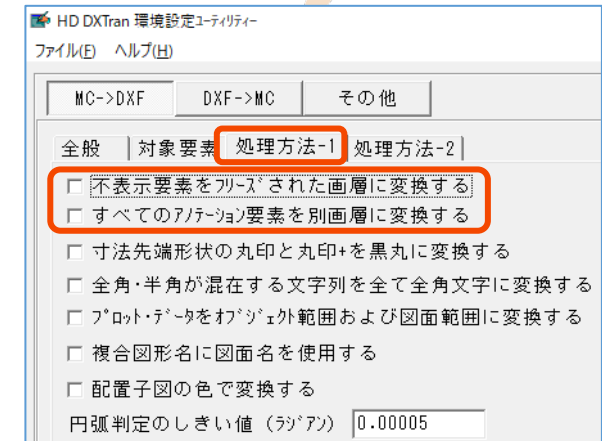 HD DXTran 環境設定ﾕｰﾃｨﾘﾃｨｰ
ファイル(F) ヘルプ(H)
MC->DXF DXF->MC その他
全般 対象要素 処理方法-1 処理方法-2
不表示要素をﾌﾘｰｽﾞされた画層に変換する
すべてのｱﾉﾃｰｼｮﾝ要素を別画層に変換する
寸法先端形状の丸印と丸印+を黒丸に変換する
全角･半角が混在する文字列を全て全角文字に変換する
ﾌﾟﾛｯﾄ･ﾃﾞｰﾀをｵﾌﾞｼﾞｪｸﾄ範囲および図面範囲に変換する
複合図形名に図面名を使用する
配置子図の色で変換する
円弧判定のしきい値 (ﾗｼﾞｱﾝ) 0.00005